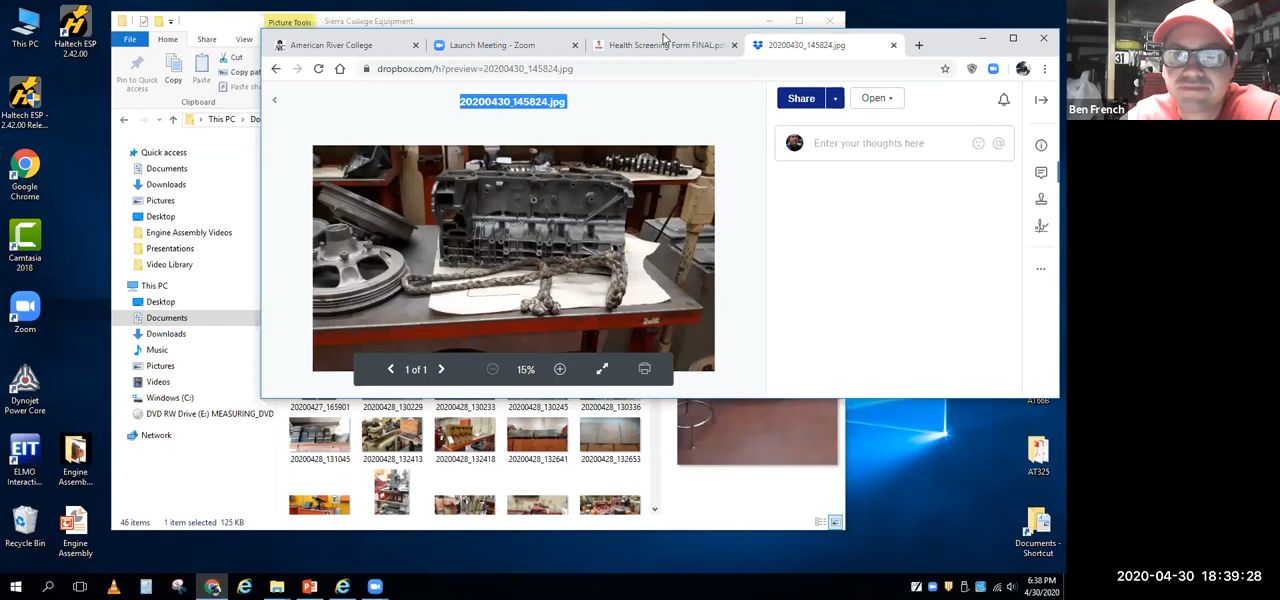 This PC
Haltech ESP
2.42.00
Haltech ESP -
2.42.00 Rele...
Google
Chrome
Camtasia
2018
Zoom
Dynojet
Power Core
ELMO
Interacti...
Engine
Assemb...
Recycle Bin
Engine
Assembly
Picture Tools
Sierra College Equipment
File
Home
Share
View
Pin to Quick
access
Copy
Paste
Cut
Copy pat
Paste sh
Clipboard
This PC
Do
Quick access
Documents
Downloads
Pictures
Desktop
Engine Assembly Videos
Presentations
Video Library
This PC
Desktop
Documents
Downloads
Music
Pictures
Videos
Windows (C:)
DVD RW Drive (E:) MEASURING_DVD
Network
46 items
1 item selected 125 KB
American River College
Launch Meeting - Zoom
Health Screening Form FINAL.pd
20200430_145824.jpg
dropbox.com/h?preview=20200430_145824.jpg
20200430_145824.jpg
Share
Open
Enter your thoughts here
1 of 1
15%
20200427_165901
20200428_130229
20200428_130233
20200428_130245
20200428_130336
20200428_131045
20200428_132413
20200428_132418
20200428_132641
20200428_132653
Ben French
AT66B
AT325
Documents -
Shortcut
6:38 PM
4/30/2020
2020-04-30 18:39:28